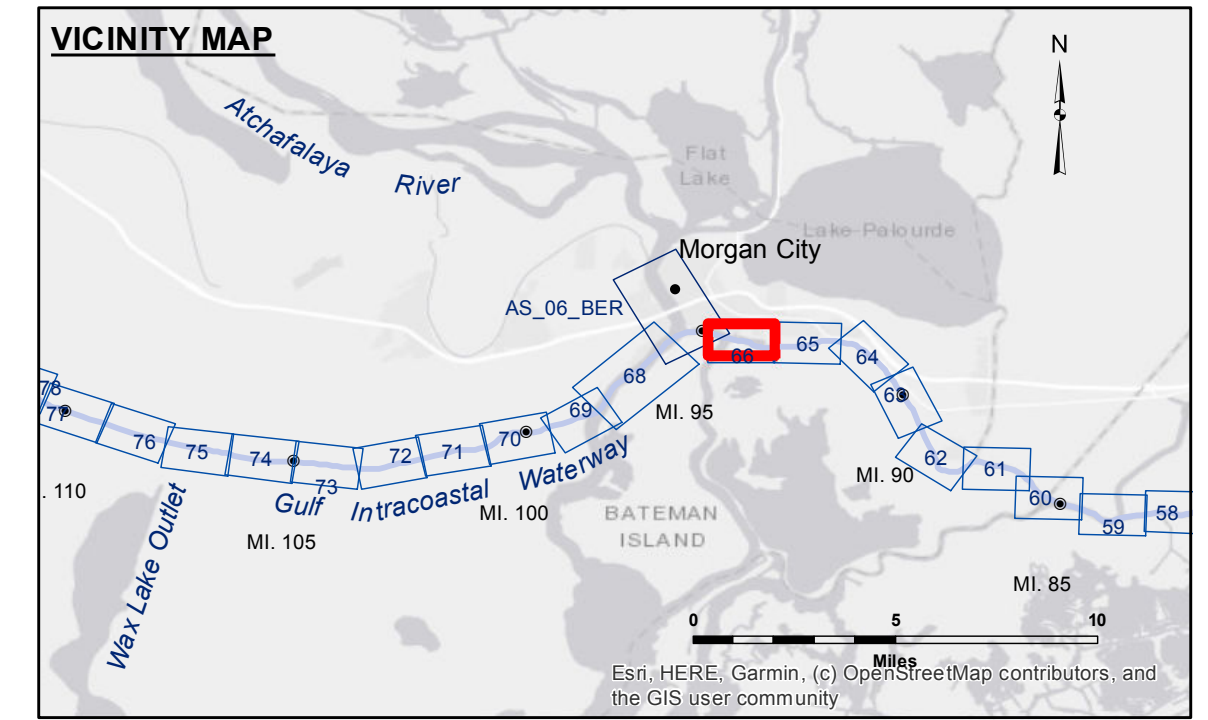 VICINITY MAP
N
Atchafalaya
River
Flat
Lake
Lake Palourde
Morgan City
AS_06_BER
66
65
64
63
62
61
60
59
58
68
69
70
71
72
73
74
75
76
77
78
MI. 95
MI. 90
MI. 85
MI. 100
MI. 105
. 110
Gulf Intracoastal Waterway
Wax Lake Outlet
BATEMAN
ISLAND
0 5 10
Miles
Esri, HERE, Garmin, (c) OpenStreetMap contributors, and
the GIS user community